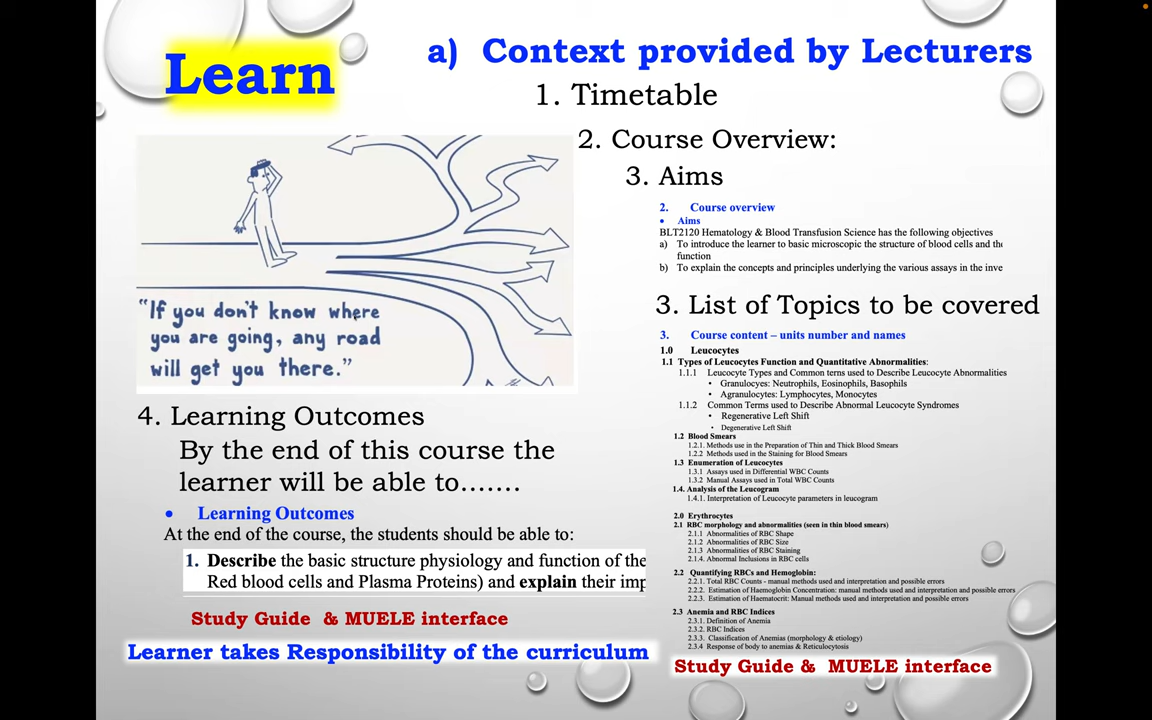 Learn
a) Context provided by Lecturers
1. Timetable
2. Course Overview:
3. Aims
2. Course overview
• Aims
BLT2120 Hematology & Blood Transfusion Science has the following objectives
a) To introduce the learner to basic microscopic the structure of blood cells and the
function
b) To explain the concepts and principles underlying the various assays in the inve
"If you don't know where
you are going, any road
will get you there."
3. List of Topics to be covered
3. Course content – units number and names
1.0 Leucocytes
1.1 Types of Leucocytes Function and Quantitative Abnormalities:
1.1.1 Leucocyte Types and Common terns used to Describe Leucocyte Abnormalities
• Granulocyes: Neutrophils, Eosinophils, Basophils
• Agranulocytes: Lymphocytes, Monocytes
1.1.2 Common Terms used to Describe Abnormal Leucocyte Syndromes
• Regenerative Left Shift
• Degenerative Left Shift
1.2 Blood Smears
1.2.1. Methods use in the Preparation of Thin and Thick Blood Smears
1.2.2 Methods used in the Staining for Blood Smears
1.3 Enumeration of Leucocytes
1.3.1 Assays used in Differential WBC Counts
1.3.2 Manual Assays used in Total WBC Counts
1.4. Analysis of the Leucogram
1.4.1. Interpretation of Leucocyte parameters in leucogram
2.0 Erythrocytes
2.1 RBC morphology and abnormalities (seen in thin blood smears)
2.1.1 Abnormalities of RBC Shape
2.1.2 Abnormalities of RBC Size
2.1.3 Abnormalities of RBC Staining
2.1.4. Abnormal Inclusions in RBC cells
2.2 Quantifying RBCs and Hemoglobin:
2.2.1. Total RBC Counts - manual methods used and interpretation and possible errors
2.2.2. Estimation of Haemoglobin Concentration: manual methods used and interpretation and possible errors
2.2.3. Estimation of Haematocrit: Manual methods used and interpretation and possible errors
2.3 Anemia and RBC Indices
2.3.1. Definition of Anemia
2.3.2. RBC Indices
2.3.3. Classification of Anemias (morphology & etiology)
2.3.4 Response of body to anemias & Reticulocytosis
Study Guide & MUELE interface
4. Learning Outcomes
By the end of this course the
learner will be able to…….
• Learning Outcomes
At the end of the course, the students should be able to:
1. Describe the basic structure physiology and function of the
Red blood cells and Plasma Proteins) and explain their imp
Study Guide & MUELE interface
Learner takes Responsibility of the curriculum